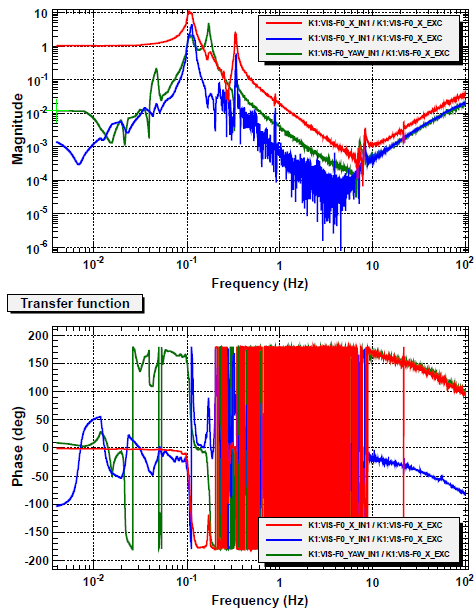 K1:VIS-F0_X_IN1 / K1:VIS-F0_X_EXC
K1:VIS-F0_Y_IN1 / K1:VIS-F0_X_EXC
K1:VIS-F0_YAW_IN1 / K1:VIS-F0_X_EXC
Magnitude
10
1
10-1
10-2
10-3
10-4
10-5
10-6
10-2 10-1 1 10 102
Frequency (Hz)
Transfer function
Phase (deg)
200
150
100
50
0
-50
-100
-150
-200
K1:VIS-F0_X_IN1 / K1:VIS-F0_X_EXC
K1:VIS-F0_Y_IN1 / K1:VIS-F0_X_EXC
K1:VIS-F0_YAW_IN1 / K1:VIS-F0_X_EXC
10-2 10-1 1 10 102
Frequency (Hz)